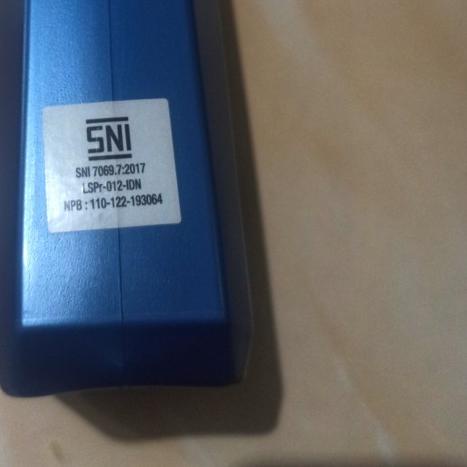 SNI
SNI 7069.7:2017
LSPr-012-IDN
NPB : 110-122-193064